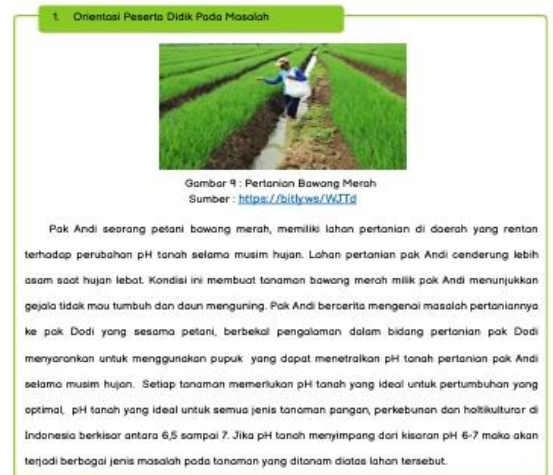 1. Orientasi Peserta Didik Pada Masalah
Gambar 9 : Pertanian Bawang Merah
Sumber : https://bitly.ws/WJTd
Pak Andi seorang petani bawang merah, memiliki lahan pertanian di daerah yang rentan
terhadap perubahan pH tanah selama musim hujan. Lahan pertanian pak Andi cenderung lebih
asam saat hujan lebat. Kondisi ini membuat tanaman bawang merah milik pak Andi menunjukkan
gejala tidak mau tumbuh dan daun menguning. Pak Andi bercerita mengenai masalah pertaniannya
ke pak Dodi yang sesama petani, berbekal pengalaman dalam bidang pertanian pak Dodi
menyarankan untuk menggunakan pupuk yang dapat menetralkan pH tanah pertanian pak Andi
selama musim hujan. Setiap tanaman memerlukan pH tanah yang ideal untuk pertumbuhan yang
optimal, pH tanah yang ideal untuk semua jenis tanaman pangan, perkebunan dan holtikulturar di
Indonesia berkisar antara 6,5 sampai 7. Jika pH tanah menyimpang dari kisaran pH 6-7 maka akan
terjadi berbagai jenis masalah pada tanaman yang ditanam diatas lahan tersebut.